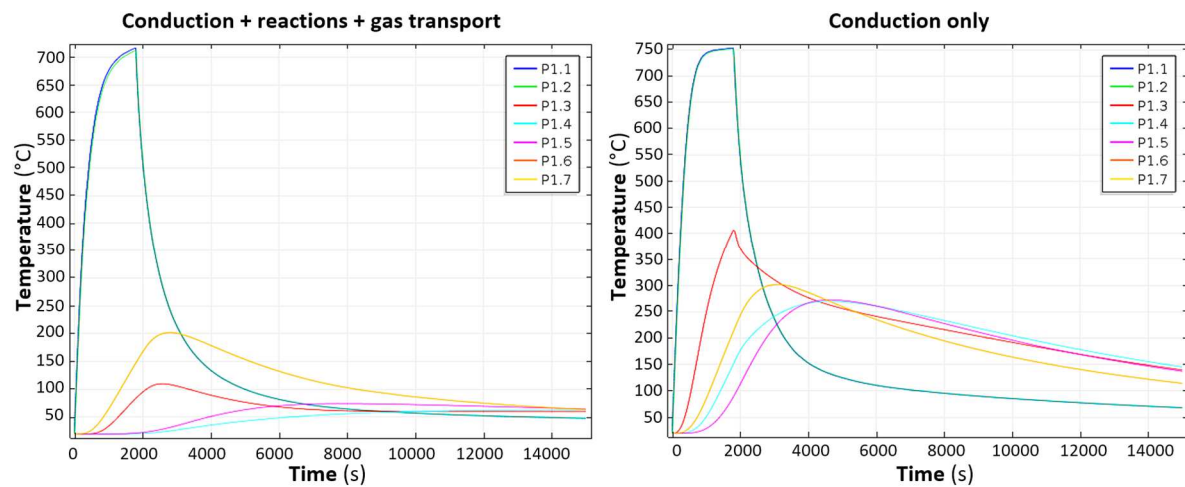 Conduction + reactions + gas transport
Temperature (°C)
700
650
600
550
500
450
400
350
300
250
200
150
100
50
P1.1
P1.2
P1.3
P1.4
P1.5
P1.6
P1.7
0 2000 4000 6000 8000 10000 12000 14000
Time (s)
Conduction only
Temperature (°C)
750
700
650
600
550
500
450
400
350
300
250
200
150
100
50
P1.1
P1.2
P1.3
P1.4
P1.5
P1.6
P1.7
0 2000 4000 6000 8000 10000 12000 14000
Time (s)